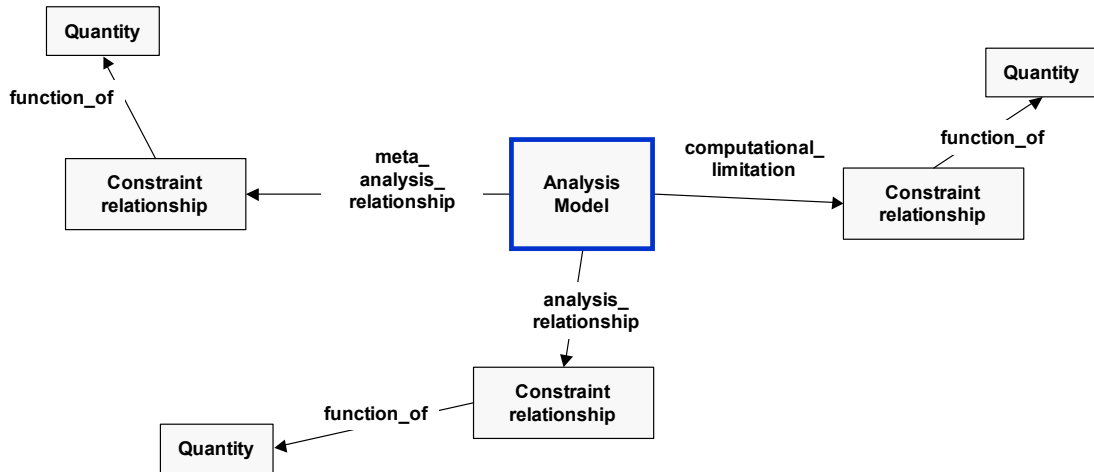 Quantity
function_of
Constraint
relationship
meta_
analysis_
relationship
Analysis
Model
computational_
limitation
Quantity
function_of
Constraint
relationship
analysis_
relationship
Constraint
relationship
function_of
Quantity